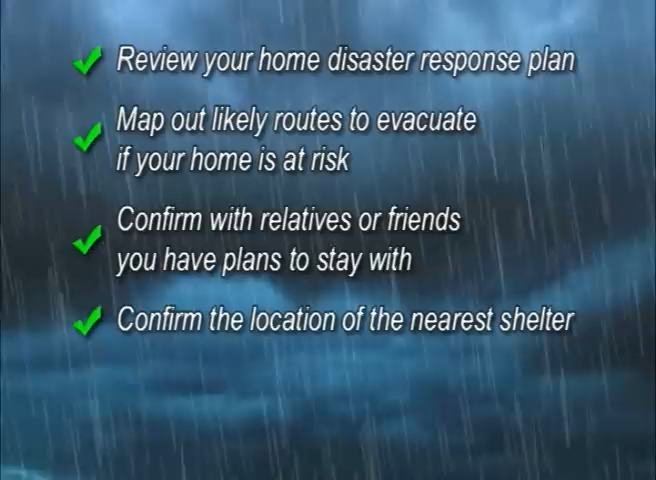 Review your home disaster response plan
Map out likely routes to evacuate
if your home is at risk
Confirm with relatives or friends
you have plans to stay with
Confirm the location of the nearest shelter